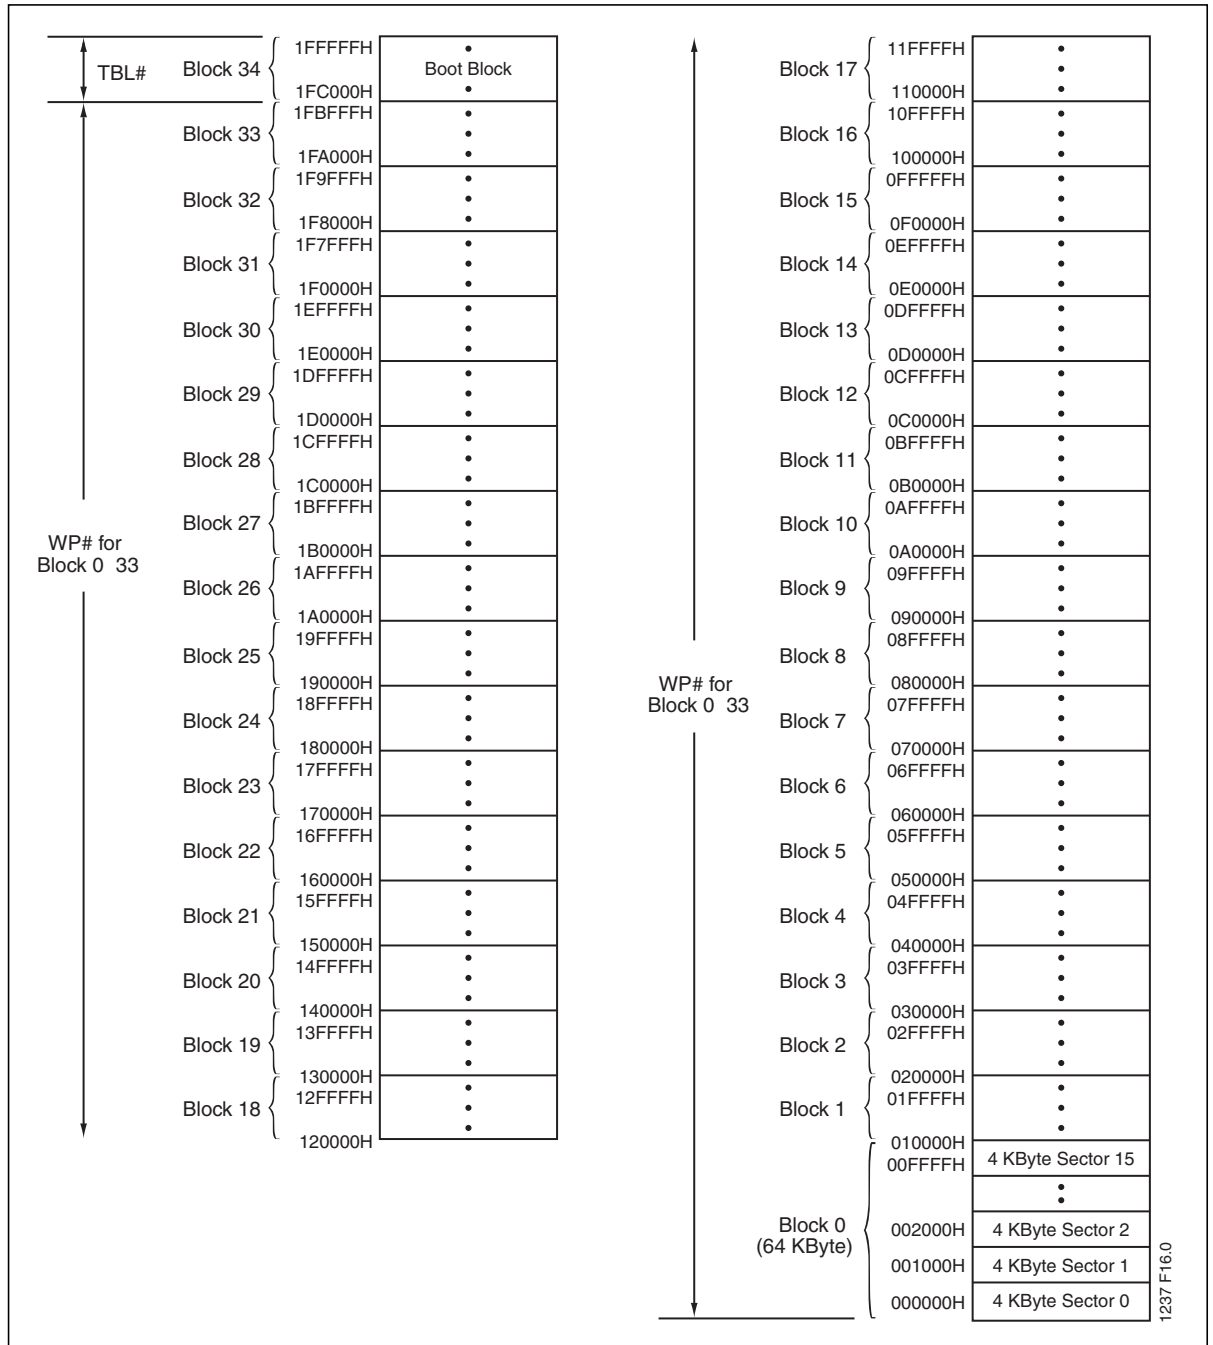 TBL#
Block 34
1FFFFFH
Boot Block
1FC000H
Block 33
1FBFFFH
1FA000H
Block 32
1F9FFFH
1F8000H
Block 31
1F7FFFH
1F0000H
Block 30
1EFFFFH
1E0000H
Block 29
1DFFFFH
1D0000H
Block 28
1CFFFFH
1C0000H
Block 27
1BFFFFH
1B0000H
WP# for
Block 0 33
Block 26
1AFFFFH
1A0000H
Block 25
19FFFFH
190000H
Block 24
18FFFFH
180000H
Block 23
17FFFFH
170000H
Block 22
16FFFFH
160000H
Block 21
15FFFFH
150000H
Block 20
14FFFFH
140000H
Block 19
13FFFFH
130000H
Block 18
12FFFFH
120000H
Block 17
11FFFFH
110000H
Block 16
10FFFFH
100000H
Block 15
0FFFFFH
0F0000H
Block 14
0EFFFFH
0E0000H
Block 13
0DFFFFH
0D0000H
Block 12
0CFFFFH
0C0000H
Block 11
0BFFFFH
0B0000H
Block 10
0AFFFFH
0A0000H
Block 9
09FFFFH
090000H
Block 8
08FFFFH
080000H
WP# for
Block 0 33
Block 7
07FFFFH
070000H
Block 6
06FFFFH
060000H
Block 5
05FFFFH
050000H
Block 4
04FFFFH
040000H
Block 3
03FFFFH
030000H
Block 2
02FFFFH
020000H
Block 1
01FFFFH
010000H
00FFFFH
4 KByte Sector 15
Block 0
(64 KByte)
002000H
4 KByte Sector 2
001000H
4 KByte Sector 1
000000H
4 KByte Sector 0
1237 F16.0